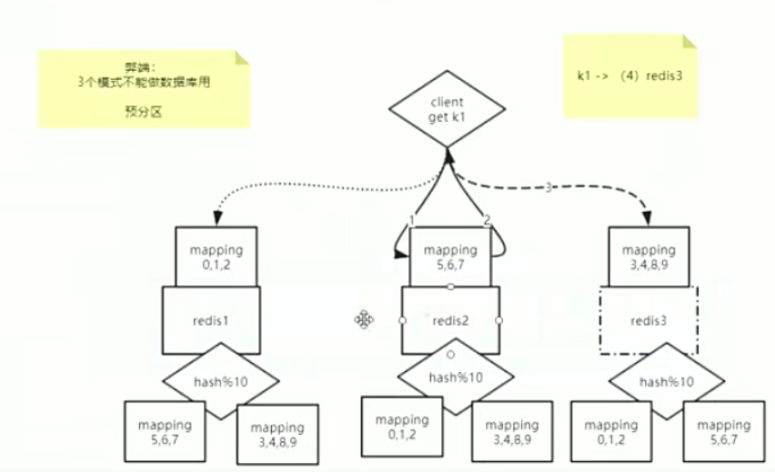 弊端：
3个模式不能做数据库用
预分区
k1 -> （4）redis3
client
get k1
3
1
2
mapping
0,1,2
mapping
5,6,7
mapping
3,4,8,9
redis1
redis2
redis3
hash%10
hash%10
hash%10
mapping
5,6,7
mapping
3,4,8,9
mapping
0,1,2
mapping
3,4,8,9
mapping
0,1,2
mapping
5,6,7